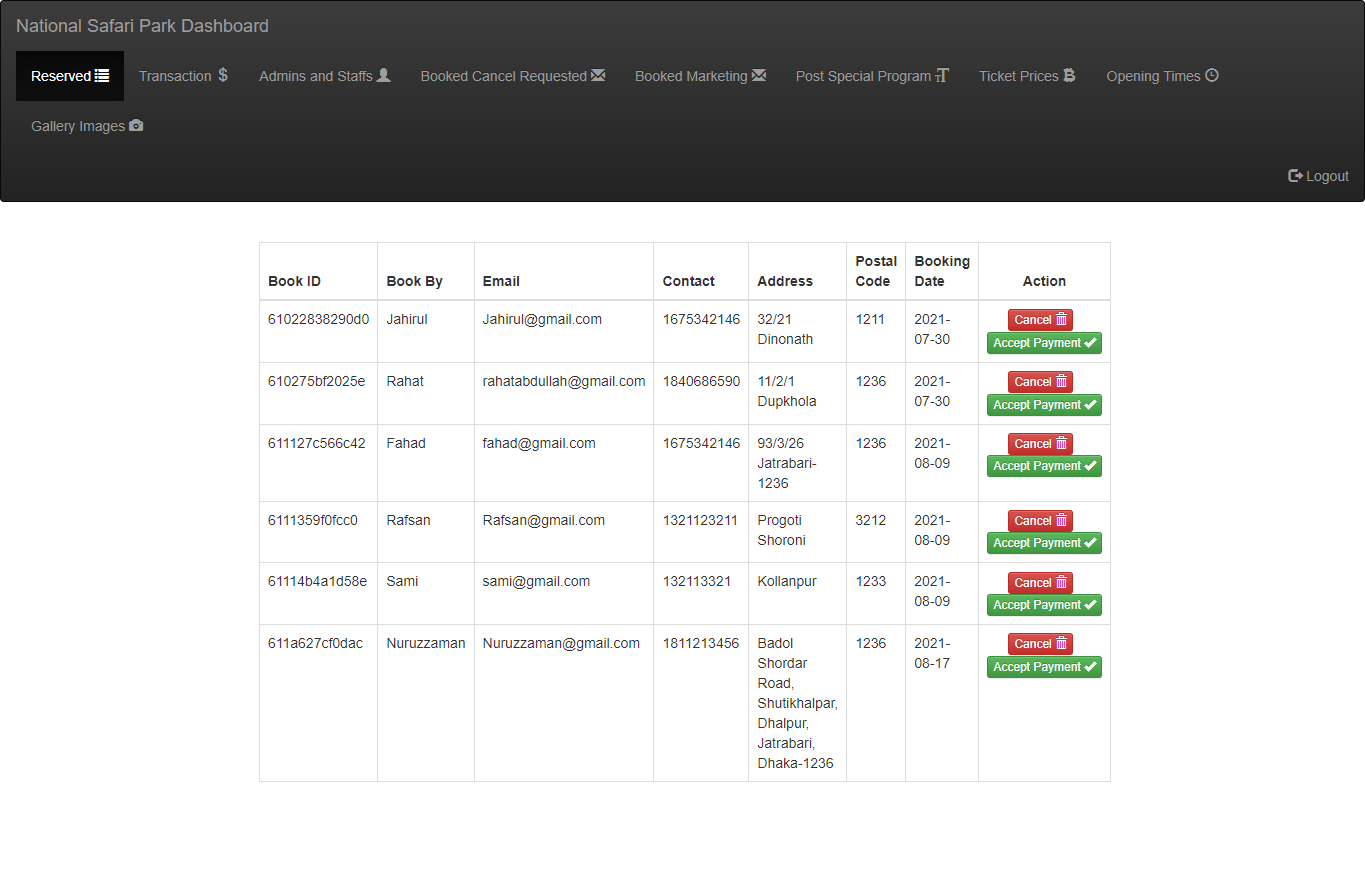 National Safari Park Dashboard
Reserved Transaction Admins and Staffs Booked Cancel Requested Booked Marketing Post Special Program Ticket Prices Opening Times
Gallery Images
Logout
Postal Booking
Book ID Book By Email Contact Address Code Date Action
61022838290d0 Jahirul Jahirul@gmail.com 1675342146 32/21 1211 2021- Cancel
Dinonath 07-30 Accept Payment
610275bf2025e Rahat rahatabdullah@gmail.com 1840686590 11/2/1 1236 2021- Cancel
Dupkhola 07-30 Accept Payment
611127c566c42 Fahad fahad@gmail.com 1675342146 93/3/26 1236 2021- Cancel
Jatrabari- 08-09 Accept Payment
1236
6111359f0fcc0 Rafsan Rafsan@gmail.com 1321123211 Progoti 3212 2021- Cancel
Shoroni 08-09 Accept Payment
61114b4a1d58e Sami sami@gmail.com 132113321 Kollanpur 1233 2021- Cancel
08-09 Accept Payment
611a627cf0dac Nuruzzaman Nuruzzaman@gmail.com 1811213456 Badol 1236 2021- Cancel
Shordar 08-17 Accept Payment
Road,
Shutikhalpar,
Dhalpur,
Jatrabari,
Dhaka-1236